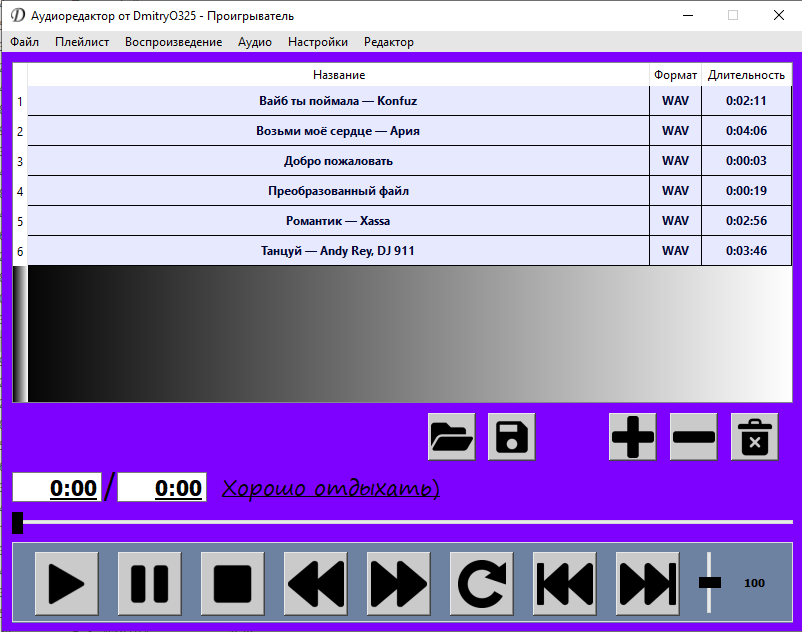 Аудиоредактор от DmitryO325 - Проигрыватель
Файл Плейлист Воспроизведение Аудио Настройки Редактор
Название Формат Длительность
1 Вайб ты поймала — Konfuz WAV 0:02:11
2 Возьми моё сердце — Ария WAV 0:04:06
3 Добро пожаловать WAV 0:00:03
4 Преобразованный файл WAV 0:00:19
5 Романтик — Xassa WAV 0:02:56
6 Танцуй — Andy Rey, DJ 911 WAV 0:03:46
0:00 / 0:00 Хорошо отдыхать)
100